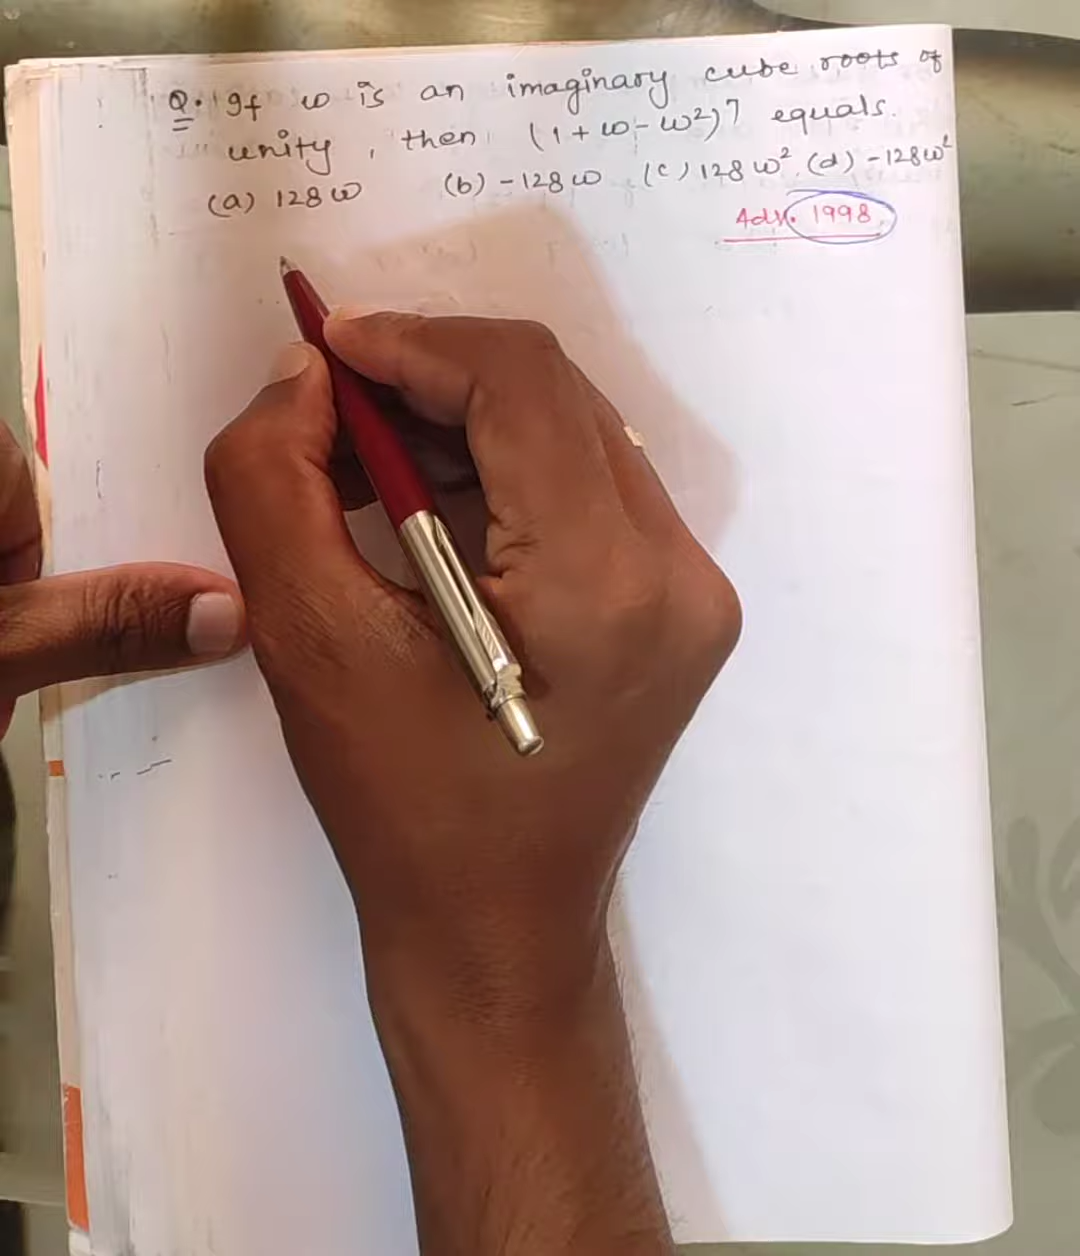 Q. If ω is an imaginary cube roots of
unity, then (1+ω-ω²)⁷ equals.
(a) 128ω (b) -128ω (c) 128ω², (d) -128ω²
Adv. 1998